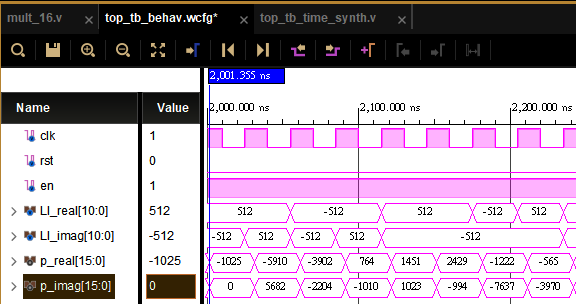 mult_16.v × top_tb_behav.wcfg* × top_tb_time_synth.v ×
2,001.355 ns
Name Value 2,000.000 ns 2,100.000 ns 2,200.000 ns
clk 1
rst 0
en 1
LI_real[10:0] 512 512 -512 512 -512 512
LI_imag[10:0] -512 -512 512 -512 512 -512
p_real[15:0] -1025 -1025 -5910 -3902 764 1451 2429 -1222 -565
p_imag[15:0] 0 0 5682 -2204 -1010 1023 -994 -7637 -3970